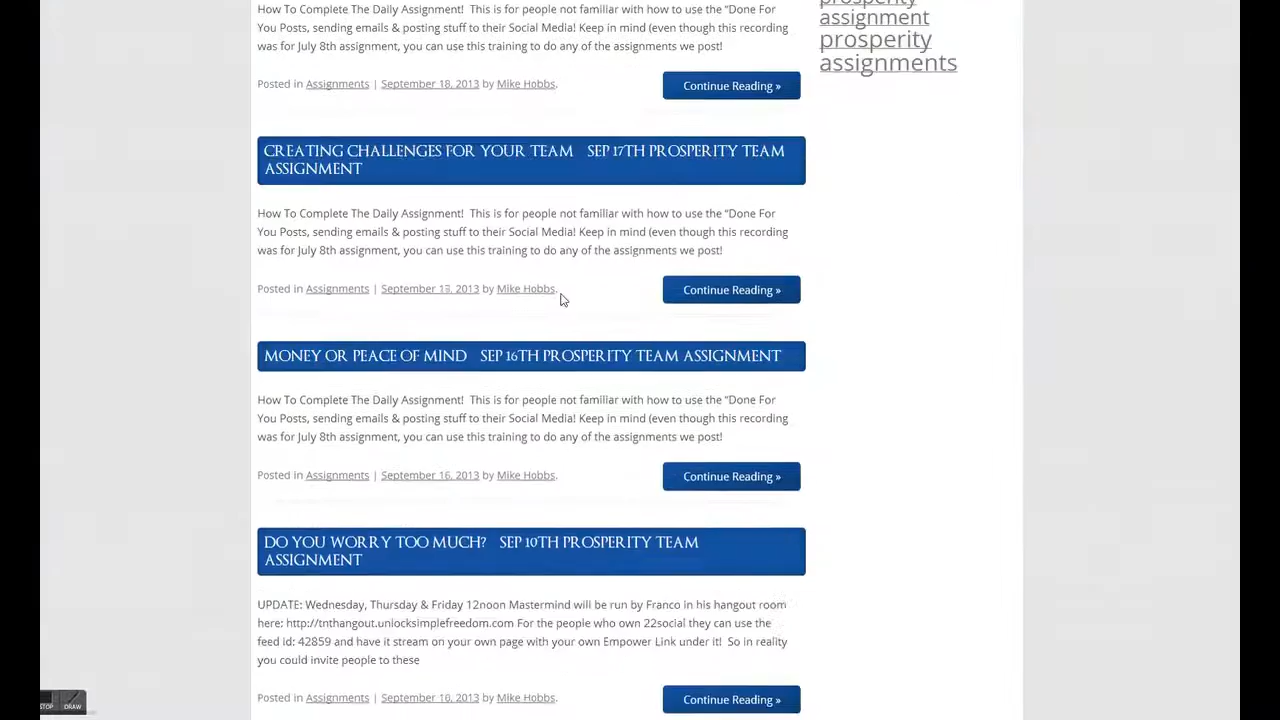 How To Complete The Daily Assignment!  This is for people not familiar with how to use the “Done For
You Posts, sending emails & posting stuff to their Social Media! Keep in mind (even though this recording
was for July 8th assignment, you can use this training to do any of the assignments we post!
Posted in Assignments | September 18, 2013 by Mike Hobbs.
Continue Reading »
CREATING CHALLENGES FOR YOUR TEAM   SEP 17TH PROSPERITY TEAM
ASSIGNMENT
How To Complete The Daily Assignment!  This is for people not familiar with how to use the “Done For
You Posts, sending emails & posting stuff to their Social Media! Keep in mind (even though this recording
was for July 8th assignment, you can use this training to do any of the assignments we post!
Posted in Assignments | September 2013 by Mike Hobbs.
Continue Reading »
MONEY OR PEACE OF MIND   SEP 16TH PROSPERITY TEAM ASSIGNMENT
How To Complete The Daily Assignment!  This is for people not familiar with how to use the “Done For
You Posts, sending emails & posting stuff to their Social Media! Keep in mind (even though this recording
was for July 8th assignment, you can use this training to do any of the assignments we post!
Posted in Assignments | September 16, 2013 by Mike Hobbs.
Continue Reading »
DO YOU WORRY TOO MUCH?   SEP 10TH PROSPERITY TEAM
ASSIGNMENT
UPDATE: Wednesday, Thursday & Friday 12noon Mastermind will be run by Franco in his hangout room
here: http://tnthangout.unlocksimplefreedom.com For the people who own 22social they can use the
feed id: 42859 and have it stream on your own page with your own Empower Link under it!  So in reality
you could invite people to these
Posted in Assignments | September 10, 2013 by Mike Hobbs.
Continue Reading »
prosperity
assignment
prosperity
assignments
STOP
DRAW